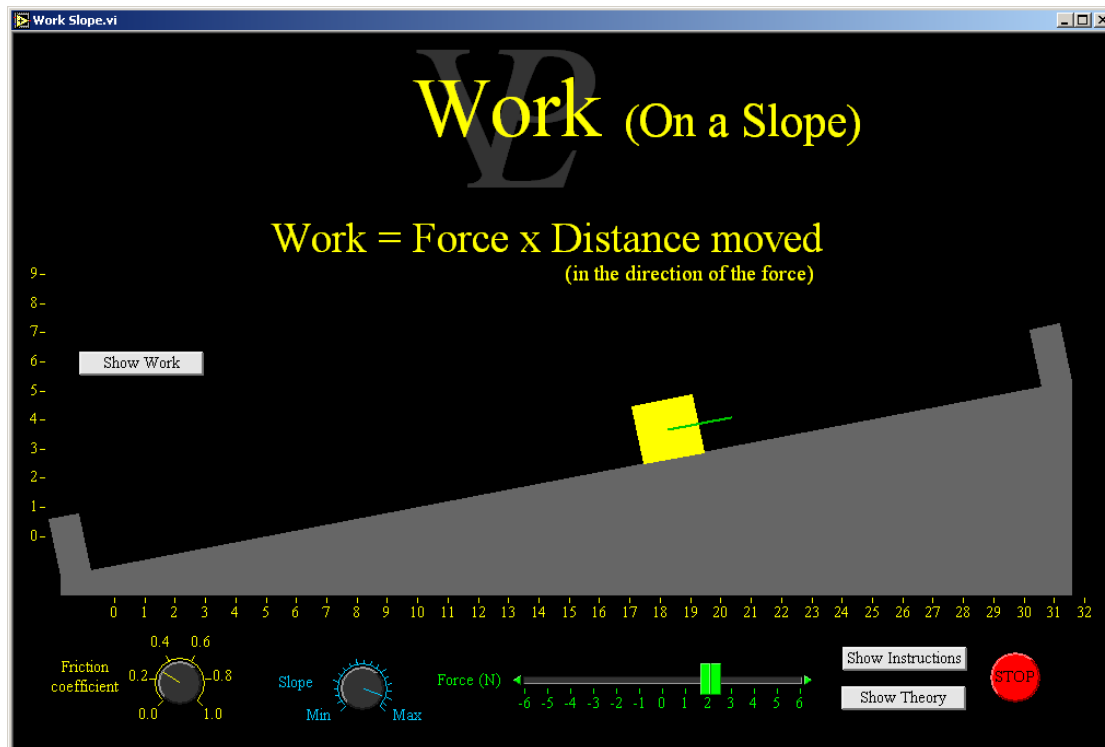 Work Slope.vi
VPL
Work (On a Slope)
Work = Force x Distance moved
(in the direction of the force)
9
8
7
6
5
4
3
2
1
0
Show Work
0 1 2 3 4 5 6 7 8 9 10 11 12 13 14 15 16 17 18 19 20 21 22 23 24 25 26 27 28 29 30 31 32
Friction
coefficient
0.0 0.2 0.4 0.6 0.8 1.0
Slope
Min Max
Force (N)
-6 -5 -4 -3 -2 -1 0 1 2 3 4 5 6
Show Instructions
Show Theory
STOP